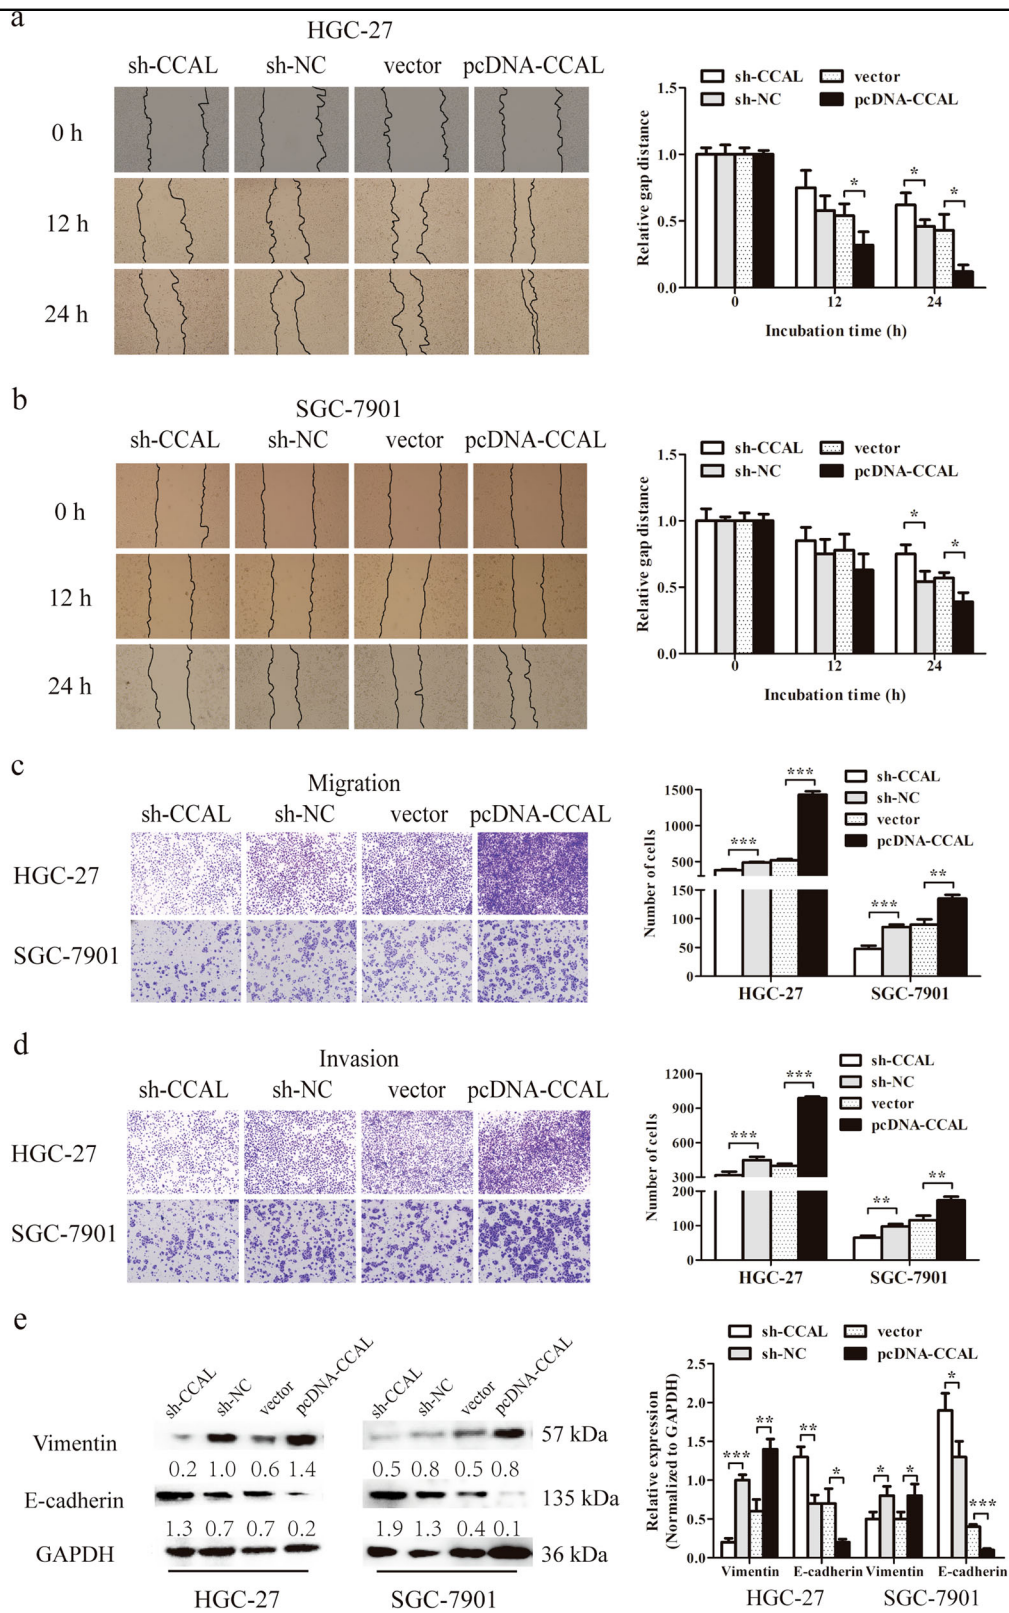 a
HGC-27
sh-CCAL sh-NC vector pcDNA-CCAL
0 h
12 h
24 h
sh-CCAL vector
sh-NC pcDNA-CCAL
Relative gap distance
1.0
0.5
0.0
* * *
0 12 24
Incubation time (h)
b
SGC-7901
sh-CCAL sh-NC vector pcDNA-CCAL
0 h
12 h
24 h
sh-CCAL vector
sh-NC pcDNA-CCAL
Relative gap distance
1.0
0.5
0.0
* *
0 12 24
Incubation time (h)
c
Migration
sh-CCAL sh-NC vector pcDNA-CCAL
HGC-27
SGC-7901
sh-CCAL
sh-NC
vector
pcDNA-CCAL
Number of cells
1500
1000
500
150
100
50
0
*** *** *** **
HGC-27 SGC-7901
d
Invasion
sh-CCAL sh-NC vector pcDNA-CCAL
HGC-27
SGC-7901
sh-CCAL
sh-NC
vector
pcDNA-CCAL
Number of cells
1200
900
600
300
200
100
0
*** *** ** **
HGC-27 SGC-7901
e
sh-CCAL sh-NC vector pcDNA-CCAL sh-CCAL sh-NC vector pcDNA-CCAL
Vimentin 57 kDa
0.2 1.0 0.6 1.4 0.5 0.8 0.5 0.8
E-cadherin 135 kDa
1.3 0.7 0.7 0.2 1.9 1.3 0.4 0.1
GAPDH 36 kDa
HGC-27 SGC-7901
sh-CCAL vector
sh-NC pcDNA-CCAL
Relative expression
(Normalized to GAPDH)
2.5
2.0
1.5
1.0
0.5
0.0
*** ** ** * * * * ***
Vimentin E-cadherin Vimentin E-cadherin
HGC-27 SGC-7901